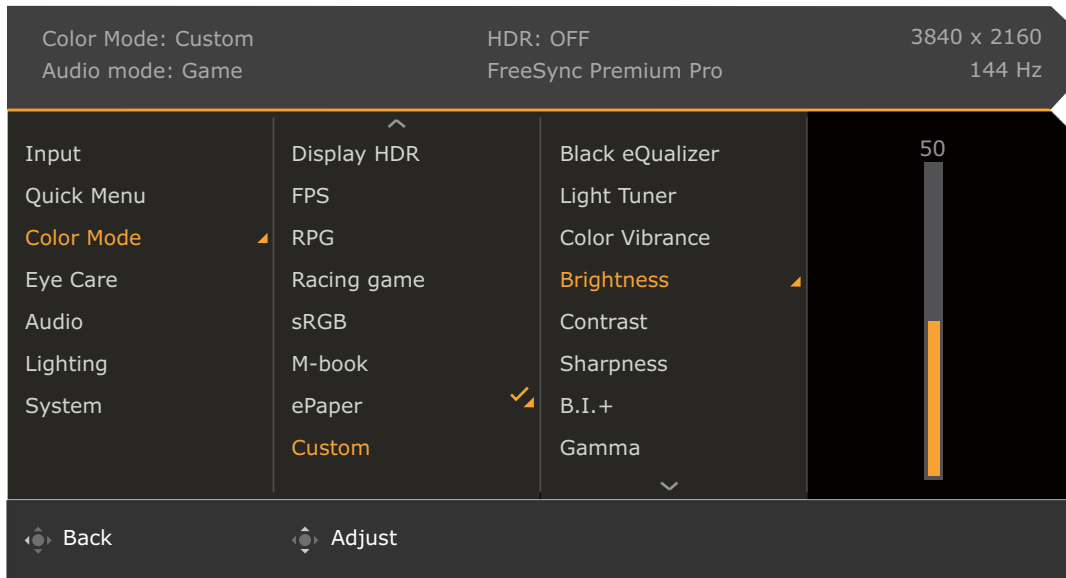 Color Mode: Custom
HDR: OFF
3840 x 2160
Audio mode: Game
FreeSync Premium Pro
144 Hz
Input
Quick Menu
Color Mode
Eye Care
Audio
Lighting
System
Display HDR
FPS
RPG
Racing game
sRGB
M-book
ePaper
Custom
Black eQualizer
Light Tuner
Color Vibrance
Brightness
Contrast
Sharpness
B.I.+
Gamma
50
Back
Adjust